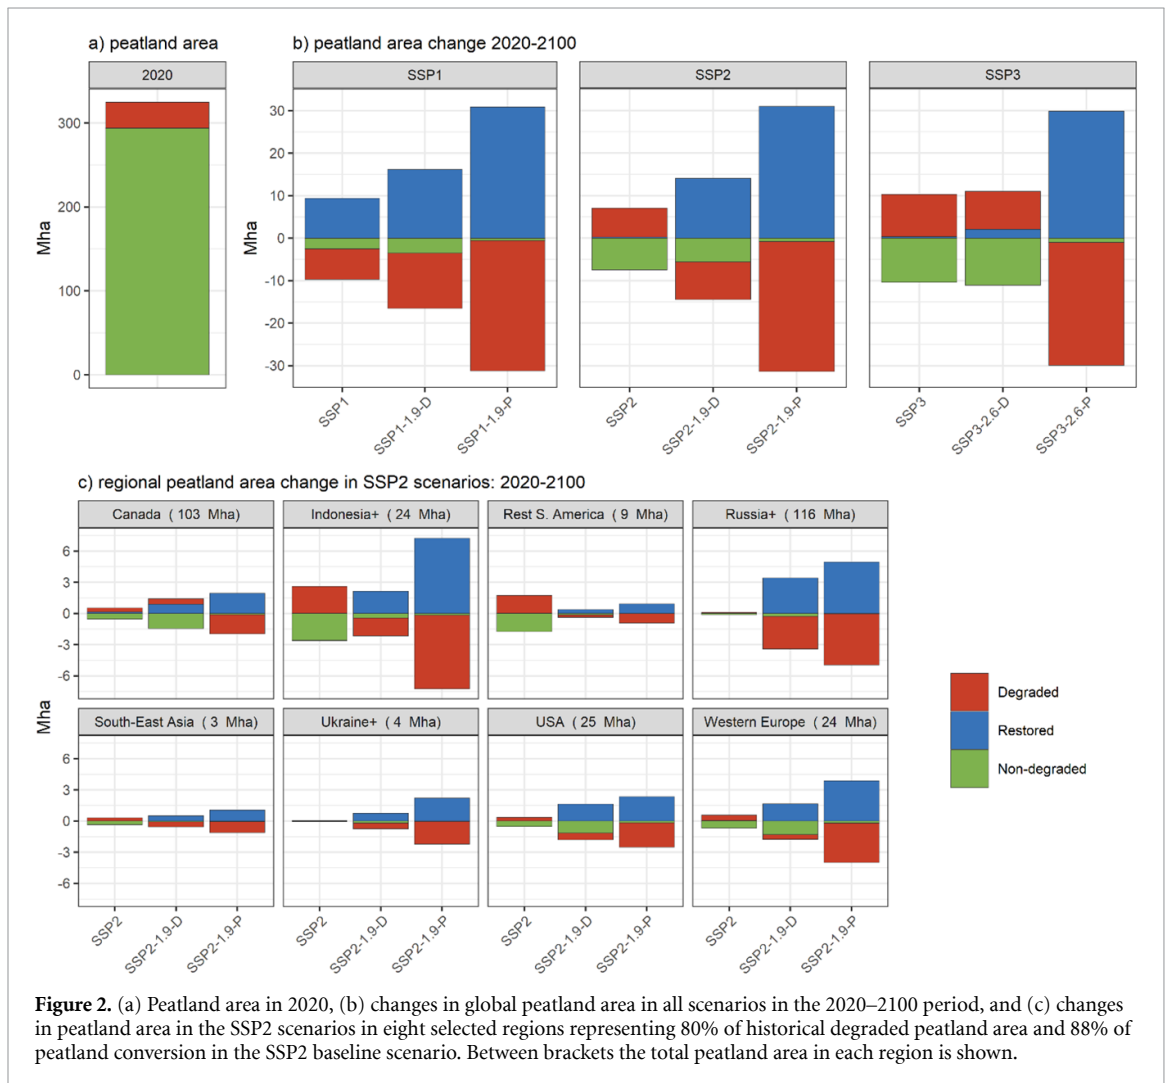 a) peatland area
b) peatland area change 2020-2100
2020
SSP1
SSP2
SSP3
Mha
300
200
100
0
Mha
30
20
10
0
-10
-20
-30
SSP1
SSP1-1.9-D
SSP1-1.9-P
SSP2
SSP2-1.9-D
SSP2-1.9-P
SSP3
SSP3-2.6-D
SSP3-2.6-P
c) regional peatland area change in SSP2 scenarios: 2020-2100
Canada ( 103 Mha)
Indonesia+ ( 24 Mha)
Rest S. America ( 9 Mha)
Russia+ ( 116 Mha)
6
3
0
-3
-6
Mha
South-East Asia ( 3 Mha)
Ukraine+ ( 4 Mha)
USA ( 25 Mha)
Western Europe ( 24 Mha)
6
3
0
-3
-6
SSP2
SSP2-1.9-D
SSP2-1.9-P
SSP2
SSP2-1.9-D
SSP2-1.9-P
SSP2
SSP2-1.9-D
SSP2-1.9-P
SSP2
SSP2-1.9-D
SSP2-1.9-P
Degraded
Restored
Non-degraded
Figure 2. (a) Peatland area in 2020, (b) changes in global peatland area in all scenarios in the 2020–2100 period, and (c) changes
in peatland area in the SSP2 scenarios in eight selected regions representing 80% of historical degraded peatland area and 88% of
peatland conversion in the SSP2 baseline scenario. Between brackets the total peatland area in each region is shown.